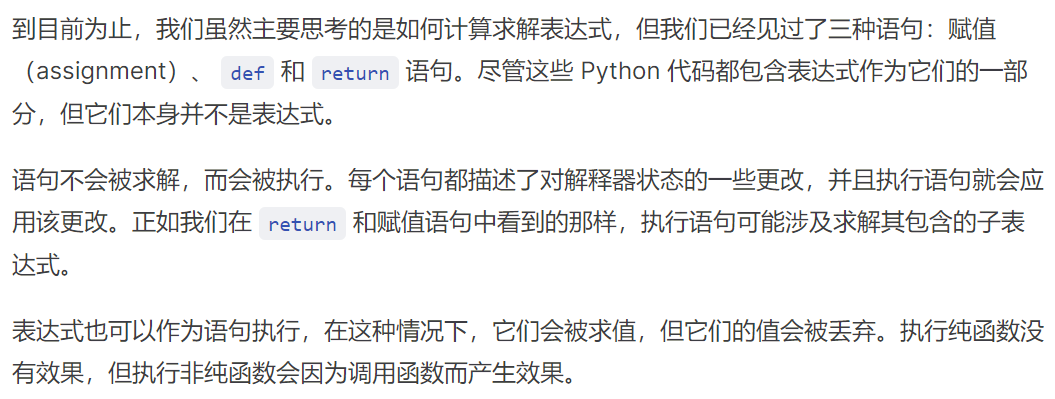 到目前为止，我们虽然主要思考的是如何计算求解表达式，但我们已经见过了三种语句：赋值
（assignment）、 def 和 return 语句。尽管这些 Python 代码都包含表达式作为它们的一部
分，但它们本身并不是表达式。
语句不会被求解，而会被执行。每个语句都描述了对解释器状态的一些更改，并且执行语句就会应
用该更改。正如我们在 return 和赋值语句中看到的那样，执行语句可能涉及求解其包含的子表
达式。
表达式也可以作为语句执行，在这种情况下，它们会被求值，但它们的值会被丢弃。执行纯函数没
有效果，但执行非纯函数会因为调用函数而产生效果。